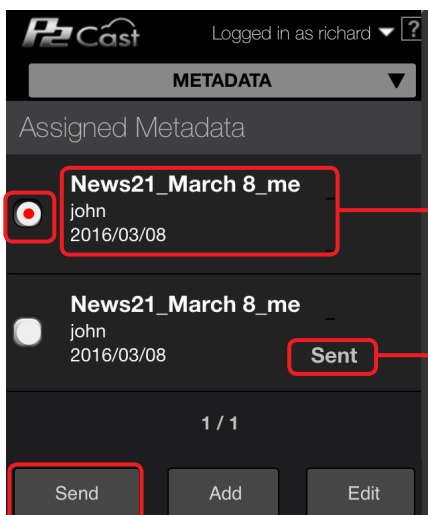 P2 Cast
Logged in as richard ?
METADATA
Assigned Metadata
News21_March 8_me
john
2016/03/08
News21_March 8_me
john
2016/03/08
Sent
1 / 1
Send Add Edit